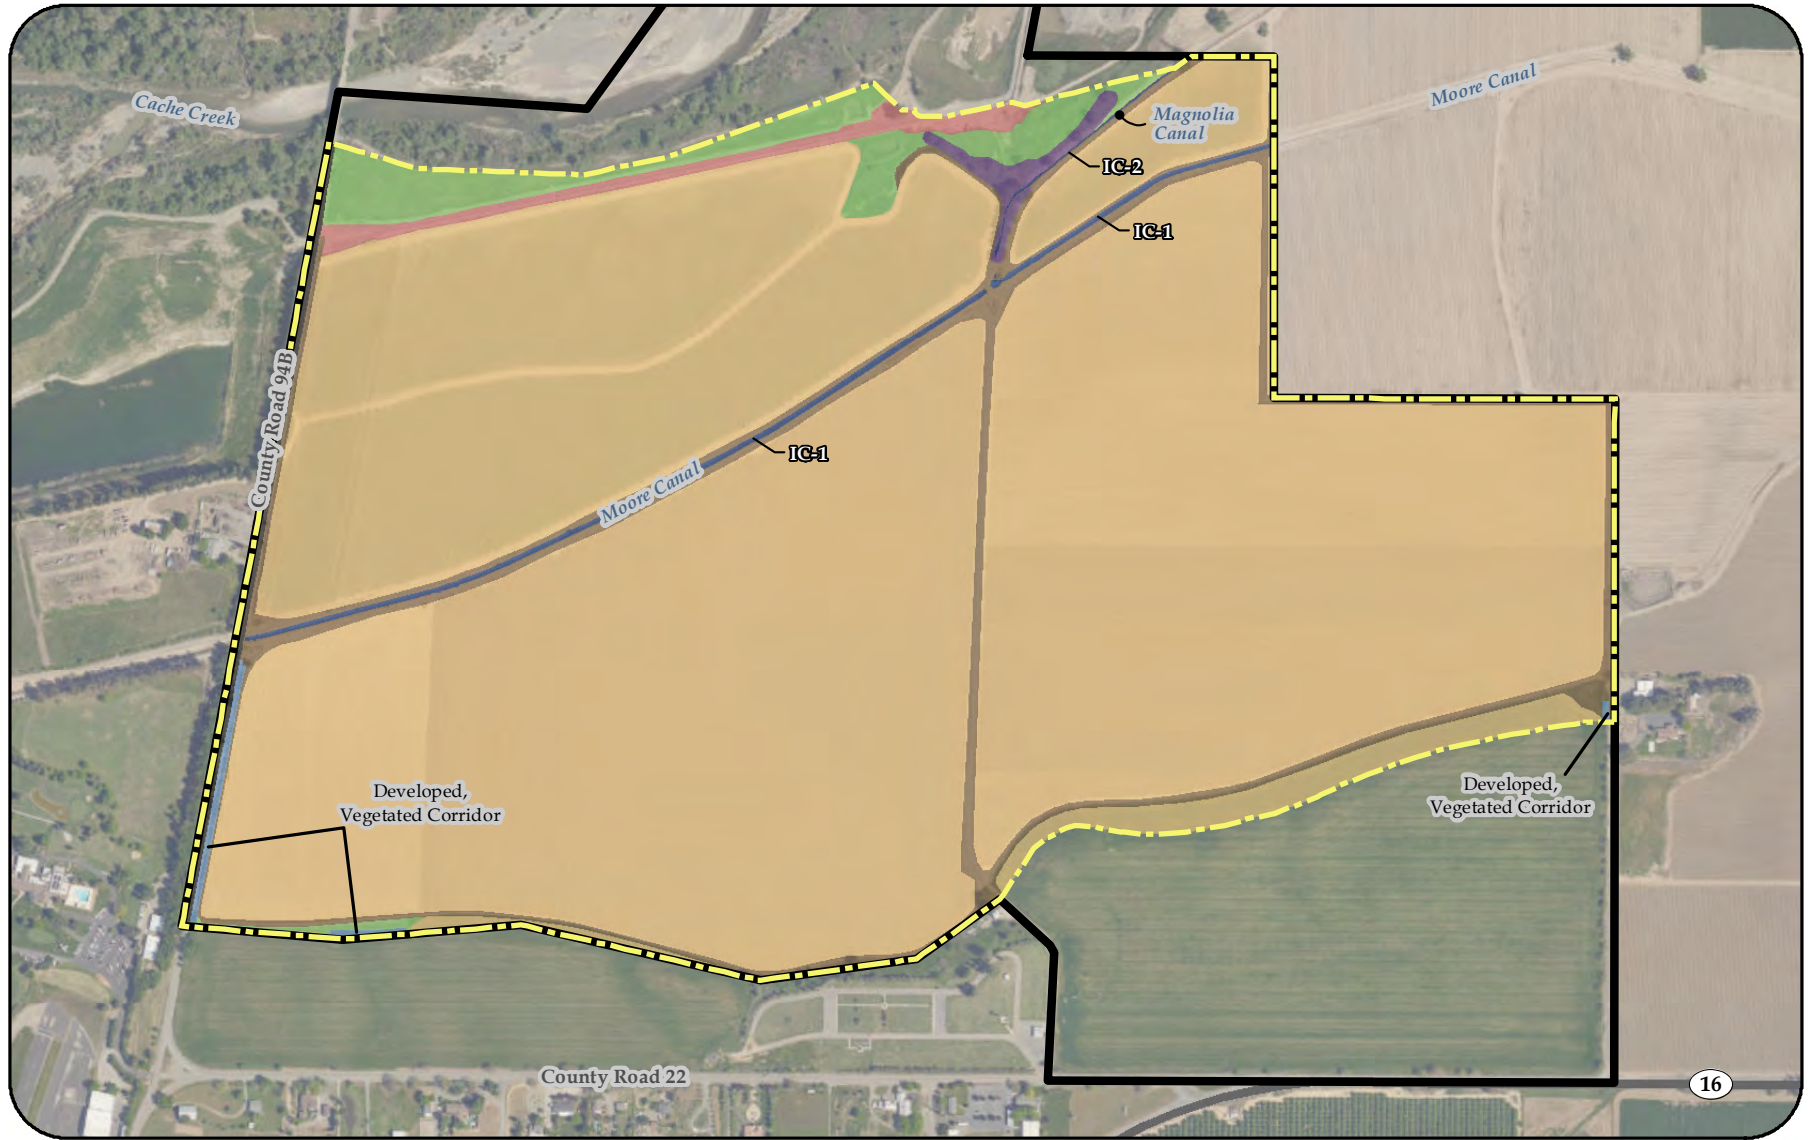 Cache Creek
Moore Canal
Magnolia
Canal
IC-2
IC-1
County Road 94B
IC-1
Moore Canal
Developed,
Vegetated Corridor
Developed,
Vegetated Corridor
County Road 22
16